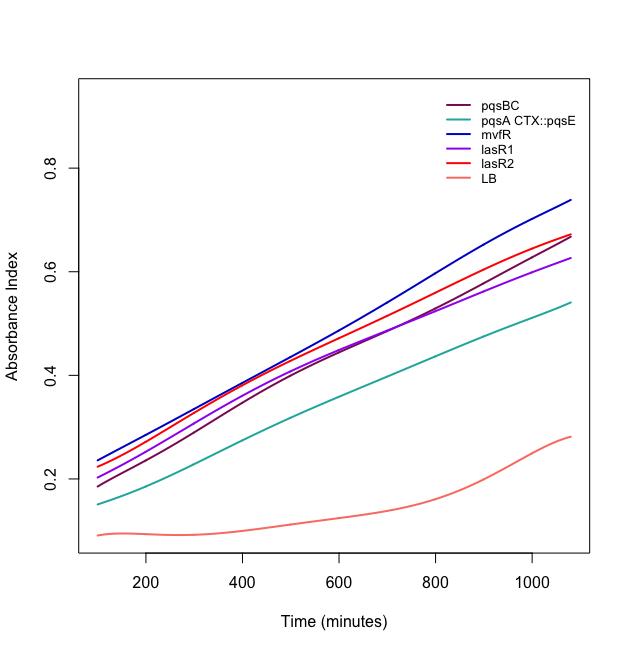 pqsBC
pqsA CTX::pqsE
mvfR
lasR1
lasR2
LB
Absorbance Index
0.8
0.6
0.4
0.2
200 400 600 800 1000
Time (minutes)